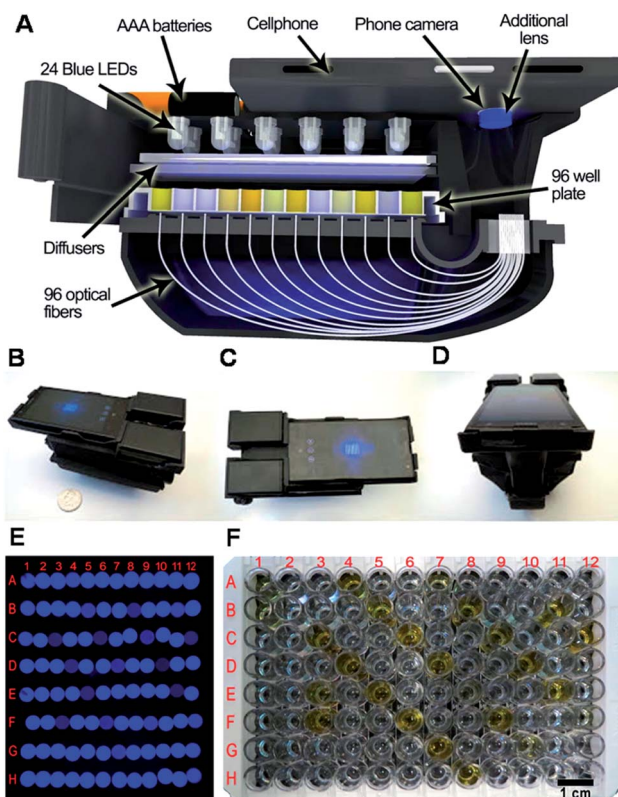 A
AAA batteries
Cellphone
Phone camera
Additional lens
24 Blue LEDs
96 well plate
Diffusers
96 optical fibers
B
C
D
E
1 2 3 4 5 6 7 8 9 10 11 12
A
B
C
D
E
F
G
H
F
1 2 3 4 5 6 7 8 9 10 11 12
A
B
C
D
E
F
G
H
1 cm